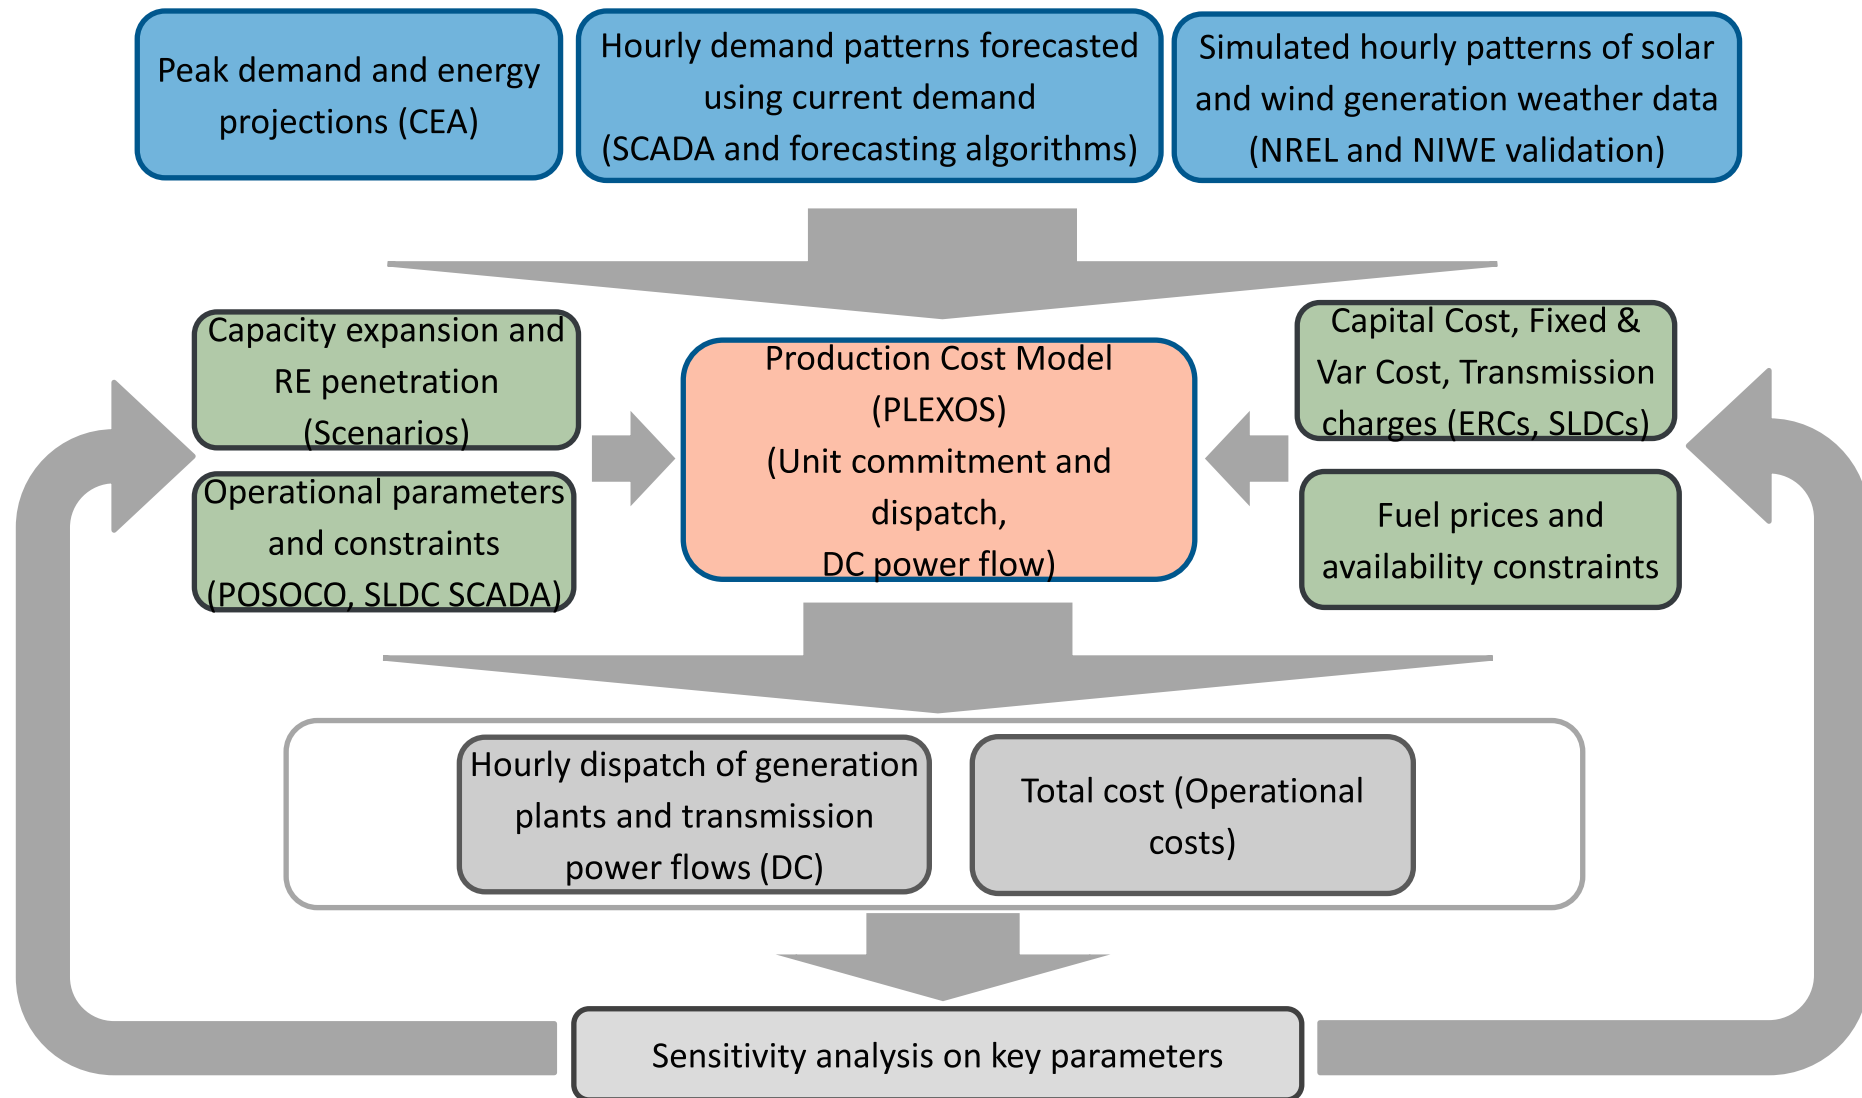 Peak demand and energy
projections (CEA)
Hourly demand patterns forecasted
using current demand
(SCADA and forecasting algorithms)
Simulated hourly patterns of solar
and wind generation weather data
(NREL and NIWE validation)
Capacity expansion and
RE penetration
(Scenarios)
Operational parameters
and constraints
(POSOCO, SLDC SCADA)
Production Cost Model
(PLEXOS)
(Unit commitment and
dispatch,
DC power flow)
Capital Cost, Fixed &
Var Cost, Transmission
charges (ERCs, SLDCs)
Fuel prices and
availability constraints
Hourly dispatch of generation
plants and transmission
power flows (DC)
Total cost (Operational
costs)
Sensitivity analysis on key parameters